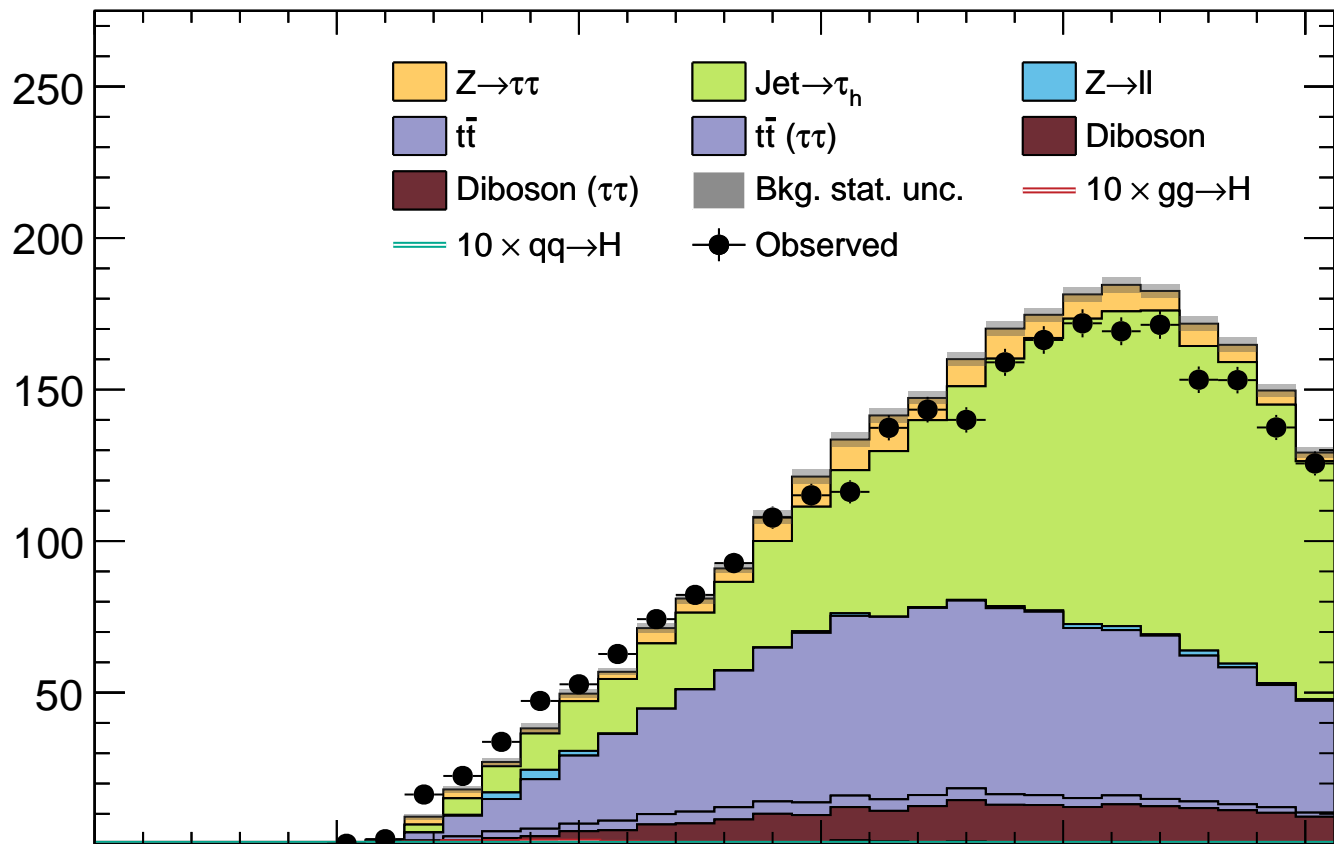 250
Z→ττ Jet→τh Z→ll
tt̄ tt̄ (ττ) Diboson
Diboson (ττ) Bkg. stat. unc. 10 × gg→H
200
10 × qq→H Observed
150
100
50